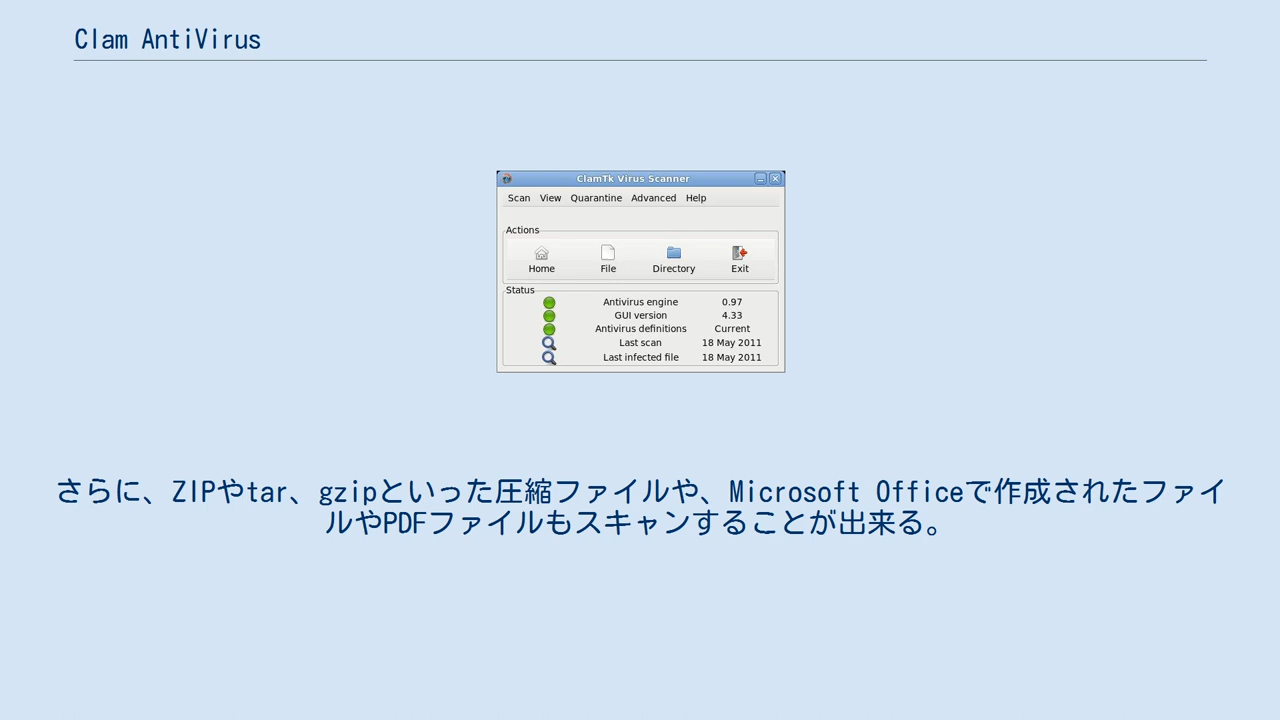 Clam AntiVirus
ClamTk Virus Scanner
Scan View Quarantine Advanced Help
Actions
Home File Directory Exit
Status
Antivirus engine 0.97
GUI version 4.33
Antivirus definitions Current
Last scan 18 May 2011
Last infected file 18 May 2011
さらに、ZIPやtar、gzipといった圧縮ファイルや、Microsoft Officeで作成されたファイ
ルやPDFファイルもスキャンすることが出来る。